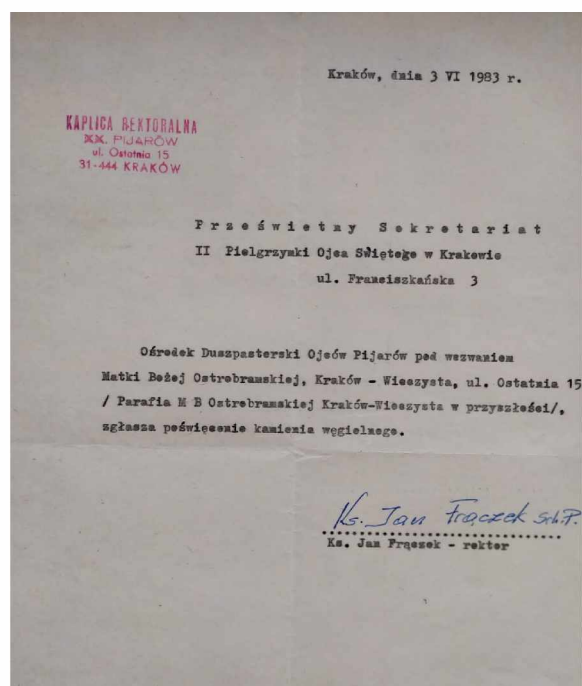 Kraków, dnia 3 VI 1983 r.
KAPLICA REKTORALNA
XX. PIJARÓW
ul. Ostatnia 15
31-444 KRAKÓW
Prześwietny Sekretariat
II Pielgrzymki Ojca Świętego w Krakowie
ul. Franciszkańska 3
Ośrodek Duszpasterski Ojców Pijarów pod wezwaniem
Matki Bożej Ostrobramskiej, Kraków - Wieczysta, ul. Ostatnia 15
/ Parafia M B Ostrobramskiej Kraków-Wieczysta w przyszłości/,
zgłasza poświęcenie kamienia węgielnego.
Ks. Jan Frączek Sch.P.
Ks. Jan Frączek - rektor